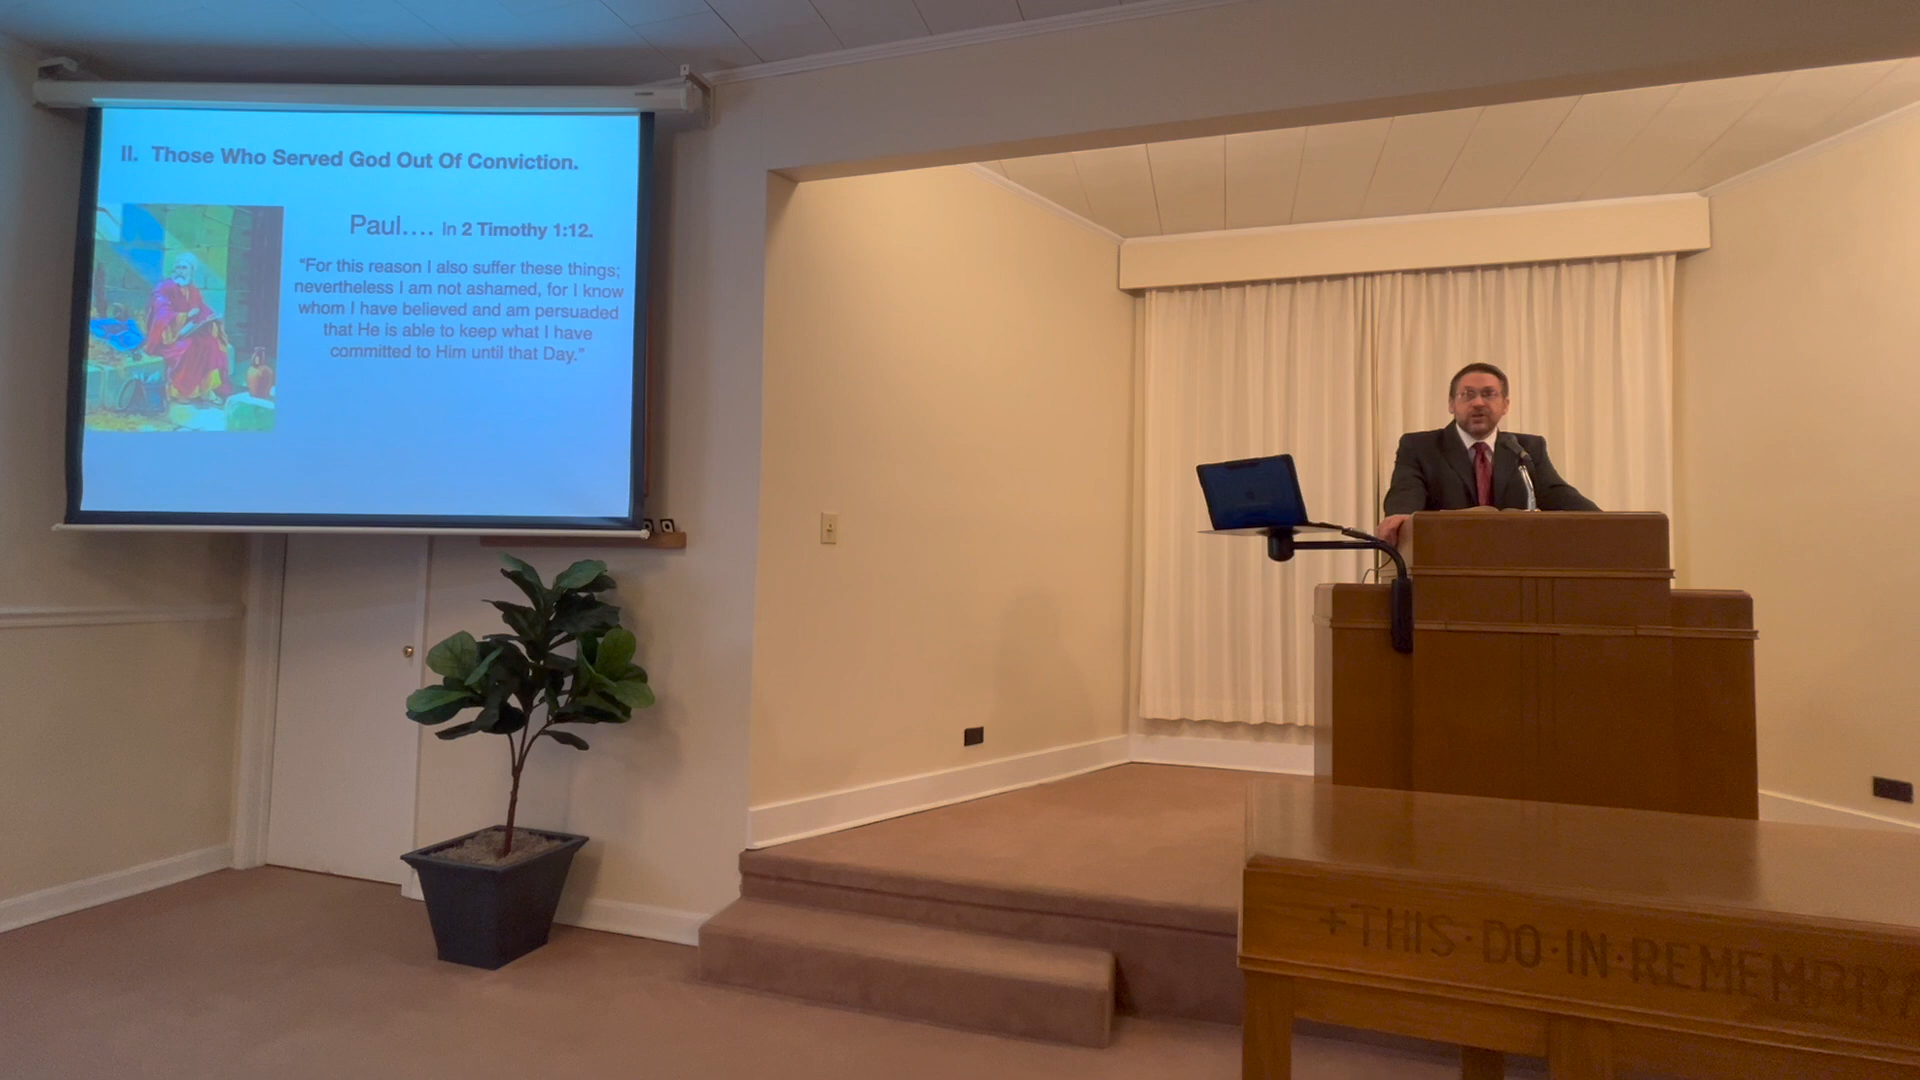 II. Those Who Served God Out Of Conviction.
Paul.... In 2 Timothy 1:12.
"For this reason I also suffer these things;
nevertheless I am not ashamed, for I know
whom I have believed and am persuaded
that He is able to keep what I have
committed to Him until that Day."
+THIS·DO·IN·REMEMBRA